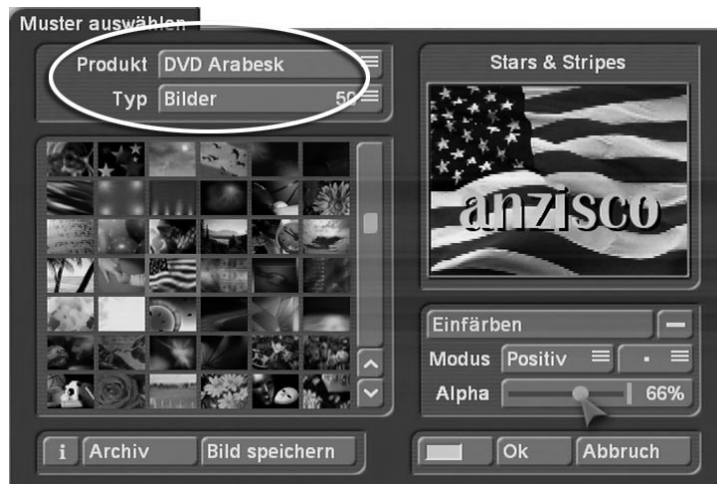 Muster auswählen
Produkt DVD Arabesk
Typ Bilder 50
Stars & Stripes
anzisco
Einfärben
Modus Positiv
Alpha 66%
i Archiv Bild speichern
Ok Abbruch